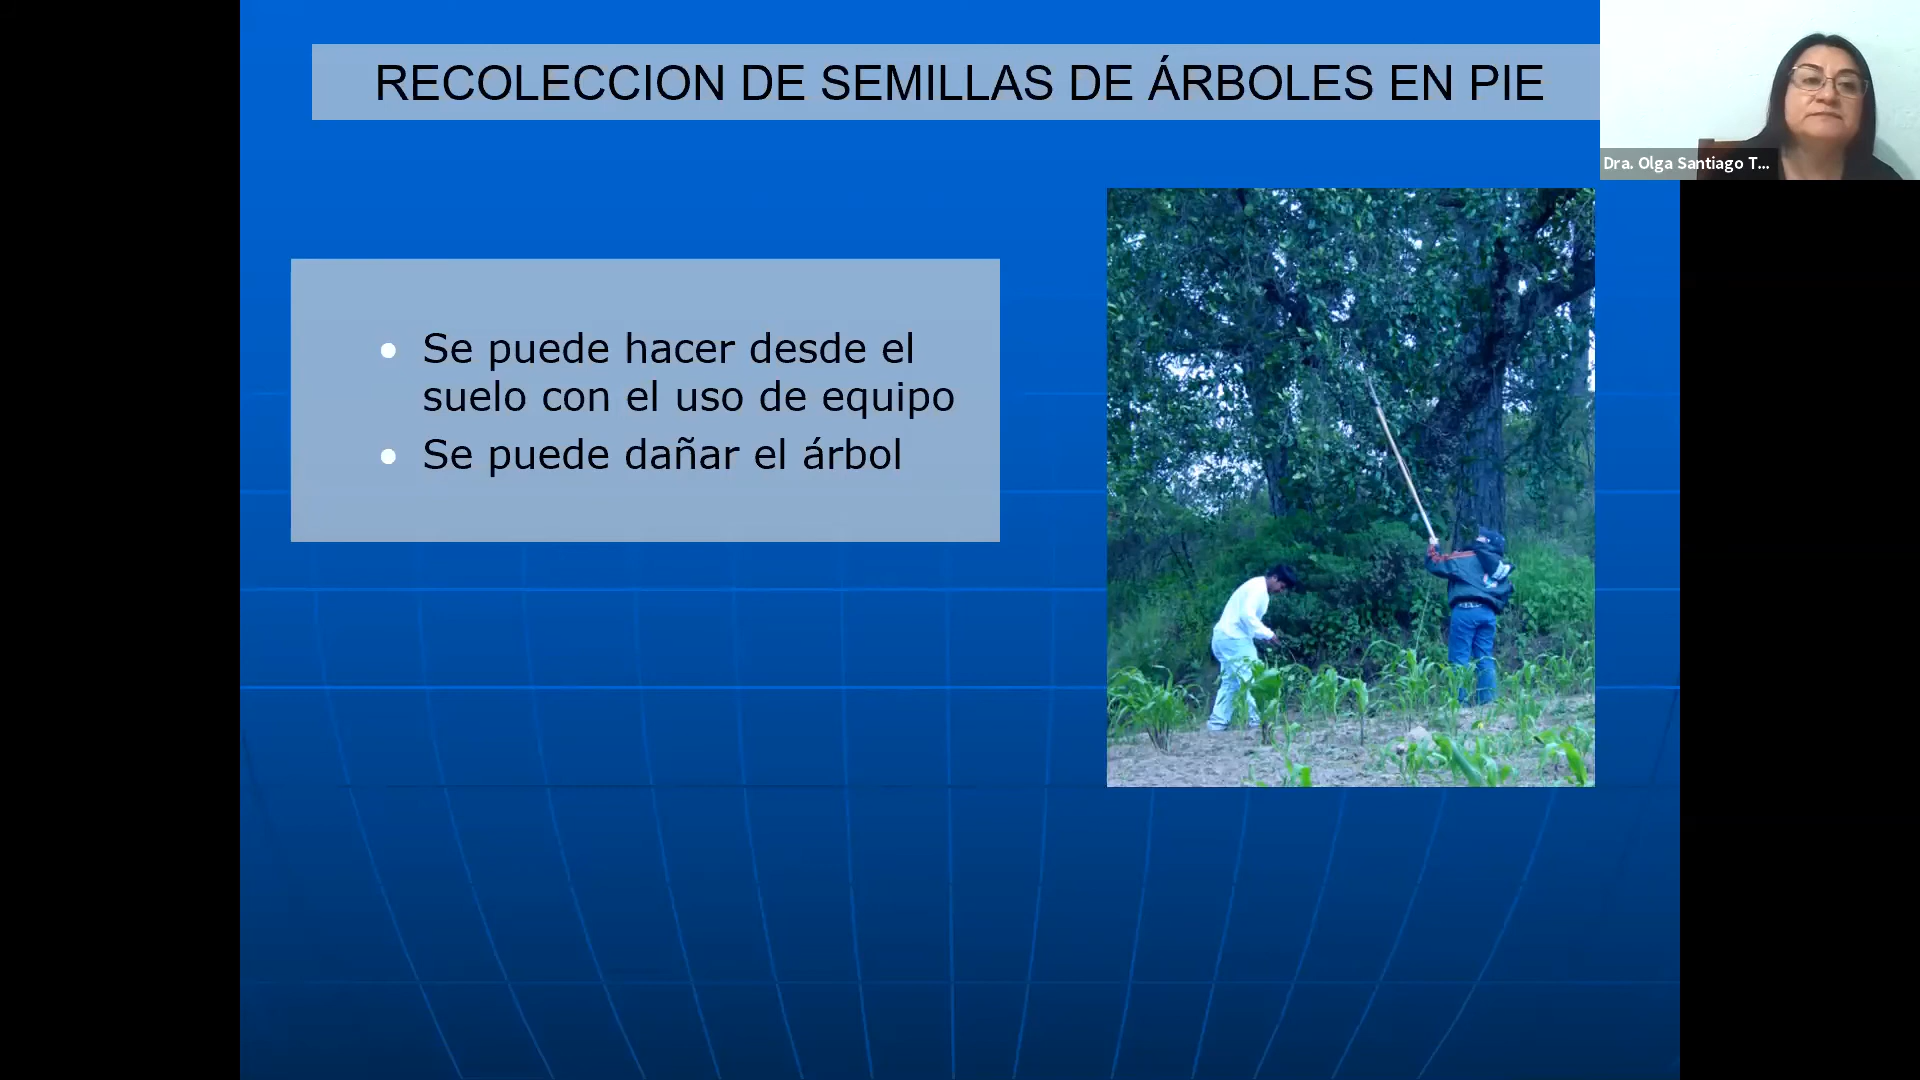 RECOLECCION DE SEMILLAS DE ÁRBOLES EN PIE
Dra. Olga Santiago T...
Se puede hacer desde el
suelo con el uso de equipo
Se puede dañar el árbol